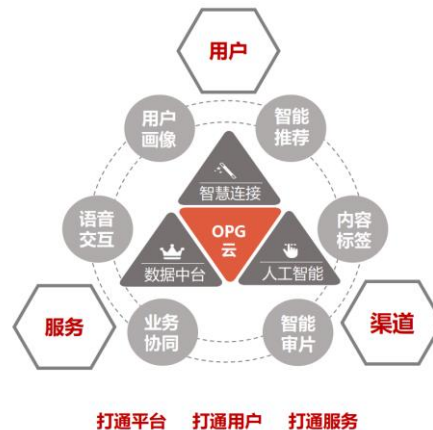 用户
用户
画像
智能
推荐
智慧连接
语音
交互
OPG
云
内容
标签
数据中台
人工智能
服务
业务
协同
智能
审片
渠道
打通平台 打通用户 打通服务